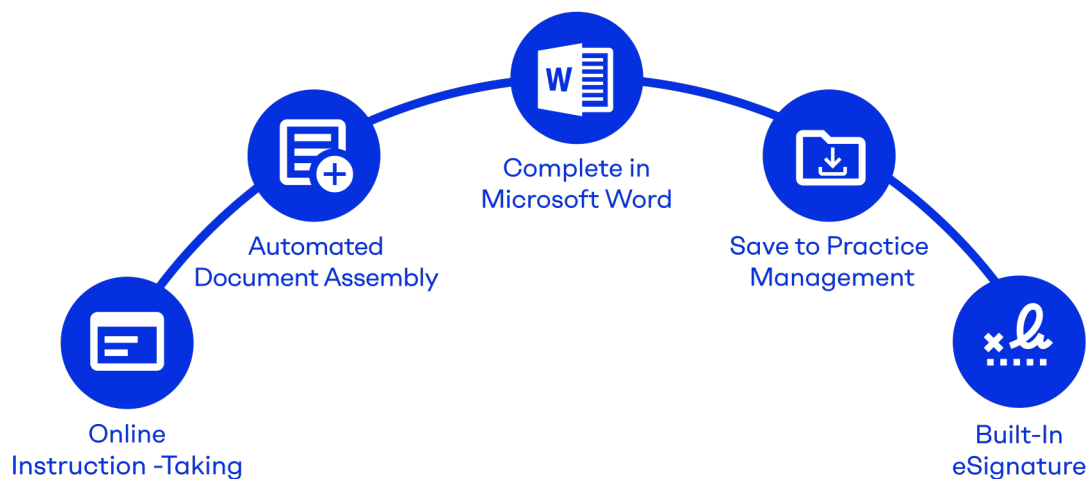 Online
Instruction -Taking
Automated
Document Assembly
W
Complete in
Microsoft Word
Save to Practice
Management
Built-In
eSignature